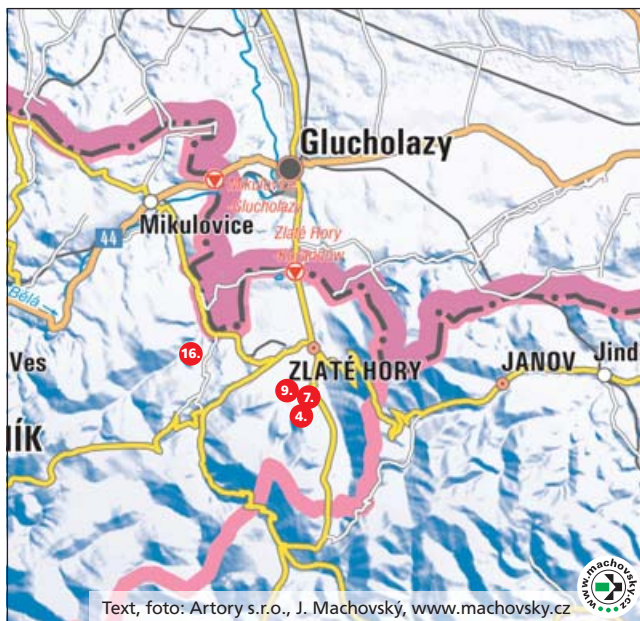 Glucholazy
Mikulovice
Glucholazy
Mikulovice
Zlaté Hory
44
Bělá
16.
Ves
ZLATÉ HORY
JANOV
Jind
9.
7.
4.
ÍK
Text, foto: Artory s.r.o., J. Machovský, www.machovsky.cz
www.machovsky.cz